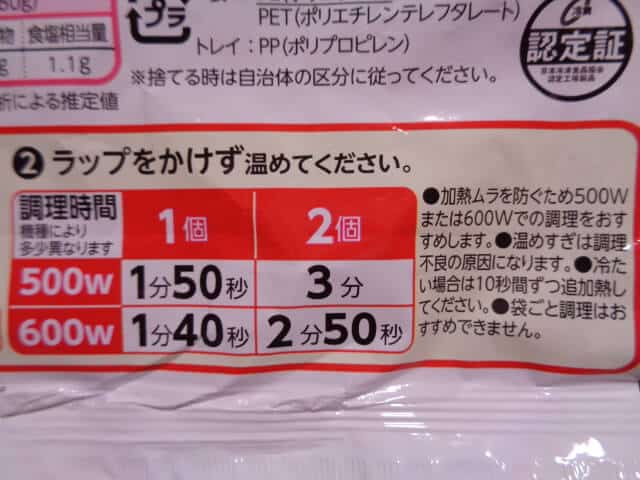 プラ
PET(ポリエチレンテレフタレート)
トレイ:PP(ポリプロピレン)
※捨てる時は自治体の区分に従ってください。
認定証
物 食塩相当量
g 1.1g
析による推定値
❷ラップをかけず温めてください。
調理時間
機種により
多少異なります
1個 2個
500W 1分50秒 3分
600W 1分40秒 2分50秒
●加熱ムラを防ぐため500W
または600Wでの調理をおす
すめします。●温めすぎは調理
不良の原因になります。●冷た
い場合は10秒間ずつ追加熱し
てください。●袋ごと調理はお
すすめできません。